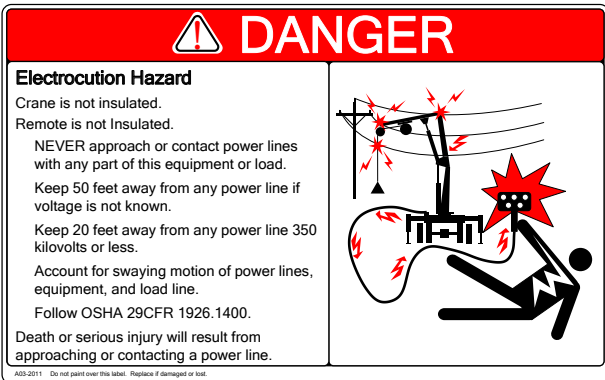 DANGER
Electrocution Hazard
Crane is not insulated.
Remote is not Insulated.
NEVER approach or contact power lines
with any part of this equipment or load.
Keep 50 feet away from any power line if
voltage is not known.
Keep 20 feet away from any power line 350
kilovolts or less.
Account for swaying motion of power lines,
equipment, and load line.
Follow OSHA 29CFR 1926.1400.
Death or serious injury will result from
approaching or contacting a power line.
A03-2011 Do not paint over this label. Replace if damaged or lost.